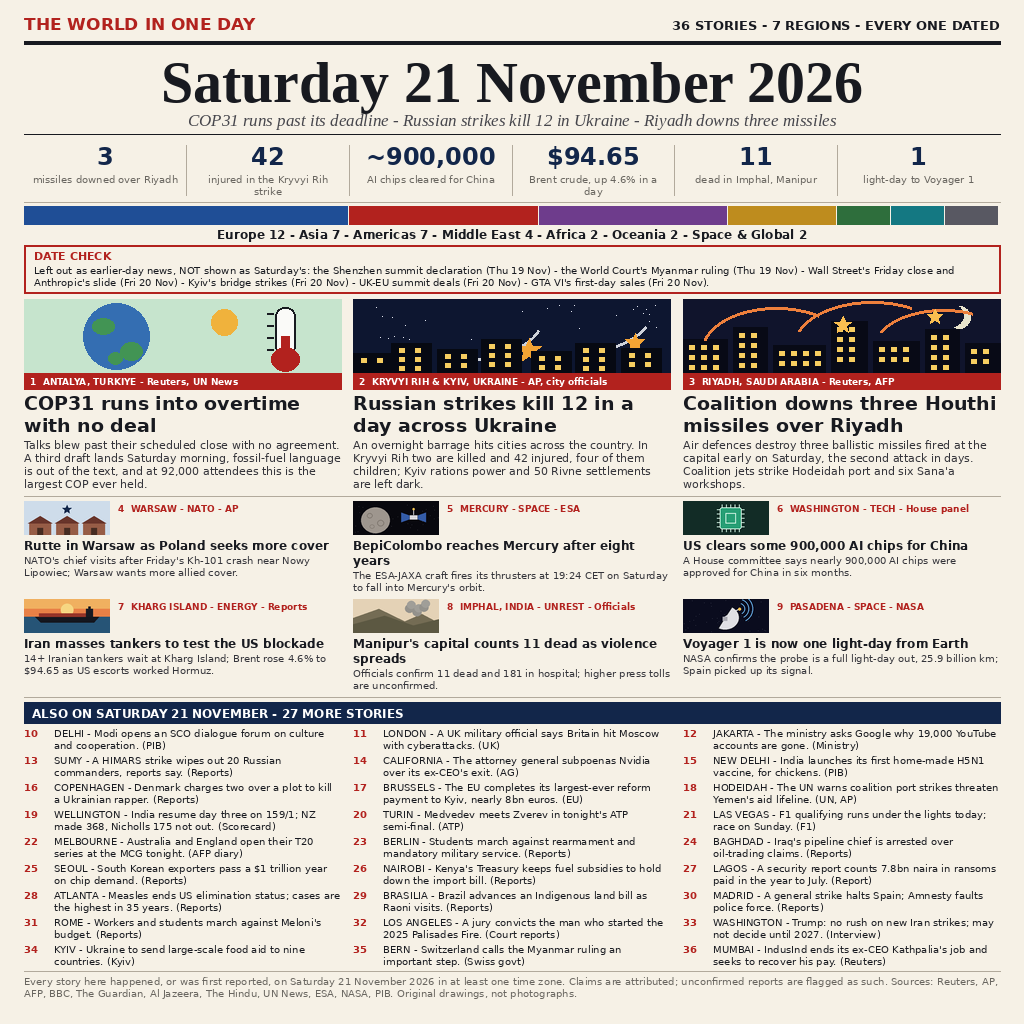 THE WORLD IN ONE DAY
36 STORIES - 7 REGIONS - EVERY ONE DATED
Saturday 21 November 2026
COP31 runs past its deadline - Russian strikes kill 12 in Ukraine - Riyadh downs three missiles
3
missiles downed over Riyadh
42
injured in the Kryvyi Rih
strike
~900,000
AI chips cleared for China
$94.65
Brent crude, up 4.6% in a
day
11
dead in Imphal, Manipur
1
light-day to Voyager 1
Europe 12 - Asia 7 - Americas 7 - Middle East 4 - Africa 2 - Oceania 2 - Space & Global 2
DATE CHECK
Left out as earlier-day news, NOT shown as Saturday's: the Shenzhen summit declaration (Thu 19 Nov) - the World Court's Myanmar ruling (Thu 19 Nov) - Wall Street's Friday close and
Anthropic's slide (Fri 20 Nov) - Kyiv's bridge strikes (Fri 20 Nov) - UK-EU summit deals (Fri 20 Nov) - GTA VI's first-day sales (Fri 20 Nov).
1 ANTALYA, TURKIYE - Reuters, UN News
COP31 runs into overtime
with no deal
Talks blew past their scheduled close with no agreement.
A third draft lands Saturday morning, fossil-fuel language
is out of the text, and at 92,000 attendees this is the
largest COP ever held.
2 KRYVYI RIH & KYIV, UKRAINE - AP, city officials
Russian strikes kill 12 in a
day across Ukraine
An overnight barrage hits cities across the country. In
Kryvyi Rih two are killed and 42 injured, four of them
children; Kyiv rations power and 50 Rivne settlements
are left dark.
3 RIYADH, SAUDI ARABIA - Reuters, AFP
Coalition downs three Houthi
missiles over Riyadh
Air defences destroy three ballistic missiles fired at the
capital early on Saturday, the second attack in days.
Coalition jets strike Hodeidah port and six Sana'a
workshops.
4 WARSAW - NATO - AP
Rutte in Warsaw as Poland seeks more cover
NATO's chief visits after Friday's Kh-101 crash near Nowy
Lipowiec; Warsaw wants more allied cover.
5 MERCURY - SPACE - ESA
BepiColombo reaches Mercury after eight
years
The ESA-JAXA craft fires its thrusters at 19:24 CET on Saturday
to fall into Mercury's orbit.
6 WASHINGTON - TECH - House panel
US clears some 900,000 AI chips for China
A House committee says nearly 900,000 AI chips were
approved for China in six months.
7 KHARG ISLAND - ENERGY - Reports
Iran masses tankers to test the US blockade
14+ Iranian tankers wait at Kharg Island; Brent rose 4.6% to
$94.65 as US escorts worked Hormuz.
8 IMPHAL, INDIA - UNREST - Officials
Manipur's capital counts 11 dead as violence
spreads
Officials confirm 11 dead and 181 in hospital; higher press tolls
are unconfirmed.
9 PASADENA - SPACE - NASA
Voyager 1 is now one light-day from Earth
NASA confirms the probe is a full light-day out, 25.9 billion km;
Spain picked up its signal.
ALSO ON SATURDAY 21 NOVEMBER - 27 MORE STORIES
10 DELHI - Modi opens an SCO dialogue forum on culture
and cooperation. (PIB)
11 LONDON - A UK military official says Britain hit Moscow
with cyberattacks. (UK)
12 JAKARTA - The ministry asks Google why 19,000 YouTube
accounts are gone. (Ministry)
13 SUMY - A HIMARS strike wipes out 20 Russian
commanders, reports say. (Reports)
14 CALIFORNIA - The attorney general subpoenas Nvidia
over its ex-CEO's exit. (AG)
15 NEW DELHI - India launches its first home-made H5N1
vaccine, for chickens. (PIB)
16 COPENHAGEN - Denmark charges two over a plot to kill
a Ukrainian rapper. (Reports)
17 BRUSSELS - The EU completes its largest-ever reform
payment to Kyiv, nearly 8bn euros. (EU)
18 HODEIDAH - The UN warns coalition port strikes threaten
Yemen's aid lifeline. (UN, AP)
19 WELLINGTON - India resume day three on 159/1; NZ
made 368, Nicholls 175 not out. (Scorecard)
20 TURIN - Medvedev meets Zverev in tonight's ATP
semi-final. (ATP)
21 LAS VEGAS - F1 qualifying runs under the lights today;
race on Sunday. (F1)
22 MELBOURNE - Australia and England open their T20
series at the MCG tonight. (AFP diary)
23 BERLIN - Students march against rearmament and
mandatory military service. (Reports)
24 BAGHDAD - Iraq's pipeline chief is arrested over
oil-trading claims. (Reports)
25 SEOUL - South Korean exporters pass a $1 trillion year
on chip demand. (Reports)
26 NAIROBI - Kenya's Treasury keeps fuel subsidies to hold
down the import bill. (Reports)
27 LAGOS - A security report counts 7.8bn naira in ransoms
paid in the year to July. (Report)
28 ATLANTA - Measles ends US elimination status; cases are
the highest in 35 years. (Reports)
29 BRASILIA - Brazil advances an Indigenous land bill as
Raoni visits. (Reports)
30 MADRID - A general strike halts Spain; Amnesty faults
police force. (Reports)
31 ROME - Workers and students march against Meloni's
budget. (Reports)
32 LOS ANGELES - A jury convicts the man who started the
2025 Palisades Fire. (Court reports)
33 WASHINGTON - Trump: no rush on new Iran strikes; may
not decide until 2027. (Interview)
34 KYIV - Ukraine to send large-scale food aid to nine
countries. (Kyiv)
35 BERN - Switzerland calls the Myanmar ruling an
important step. (Swiss govt)
36 MUMBAI - IndusInd ends its ex-CEO Kathpalia's job and
seeks to recover his pay. (Reuters)
Every story here happened, or was first reported, on Saturday 21 November 2026 in at least one time zone. Claims are attributed; unconfirmed reports are flagged as such. Sources: Reuters, AP,
AFP, BBC, The Guardian, Al Jazeera, The Hindu, UN News, ESA, NASA, PIB. Original drawings, not photographs.